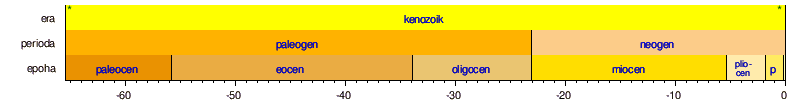 * *
era kenozoik
perioda paleogen neogen
epoha paleocen eocen oligocen miocen plio-
cen p
-60 -50 -40 -30 -20 -10 0